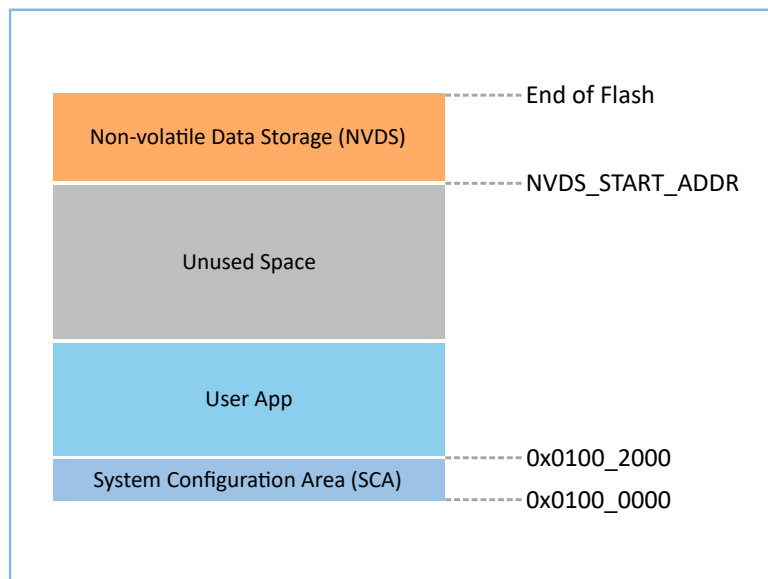 End of Flash
Non-volatile Data Storage (NVDS)
NVDS_START_ADDR
Unused Space
User App
0x0100_2000
System Configuration Area (SCA)
0x0100_0000